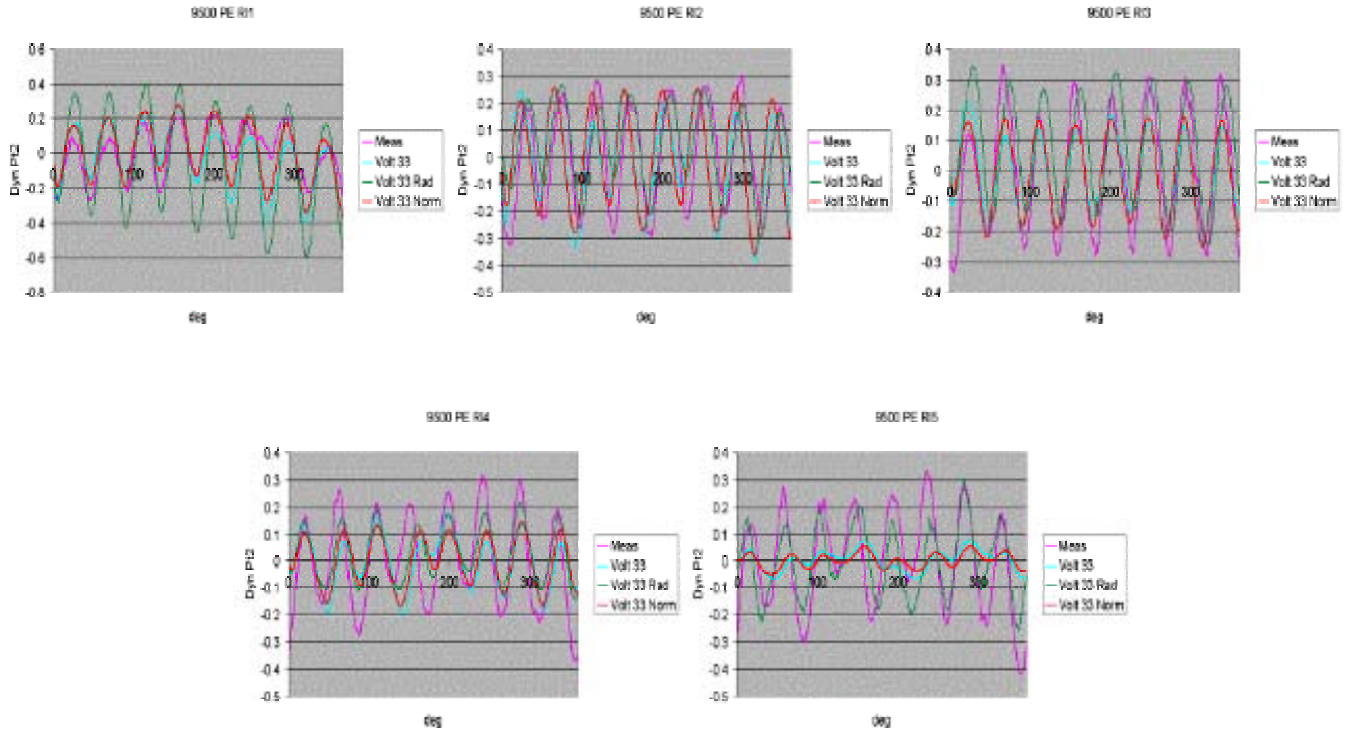 9500 PE RI1
0.6
0.4
0.2
0
-0.2
-0.4
-0.6
-0.8
0
100
200
300
Dyn Pt2
deg
Meas
Volt 33
Volt 33 Rad
Volt 33 Norm
9500 PE RI2
0.4
0.3
0.2
0.1
0
-0.1
-0.2
-0.3
-0.4
-0.5
0
100
200
300
Dyn Pt2
deg
Meas
Volt 33
Volt 33 Rad
Volt 33 Norm
9500 PE RI3
0.4
0.3
0.2
0.1
0
-0.1
-0.2
-0.3
-0.4
0
100
200
300
Dyn Pt2
deg
Meas
Volt 33
Volt 33 Rad
Volt 33 Norm
9500 PE RI4
0.4
0.3
0.2
0.1
0
-0.1
-0.2
-0.3
-0.4
-0.5
0
100
200
300
Dyn Pt2
deg
Meas
Volt 33
Volt 33 Rad
Volt 33 Norm
9500 PE RI5
0.4
0.3
0.2
0.1
0
-0.1
-0.2
-0.3
-0.4
-0.5
0
100
200
300
Dyn Pt2
deg
Meas
Volt 33
Volt 33 Rad
Volt 33 Norm